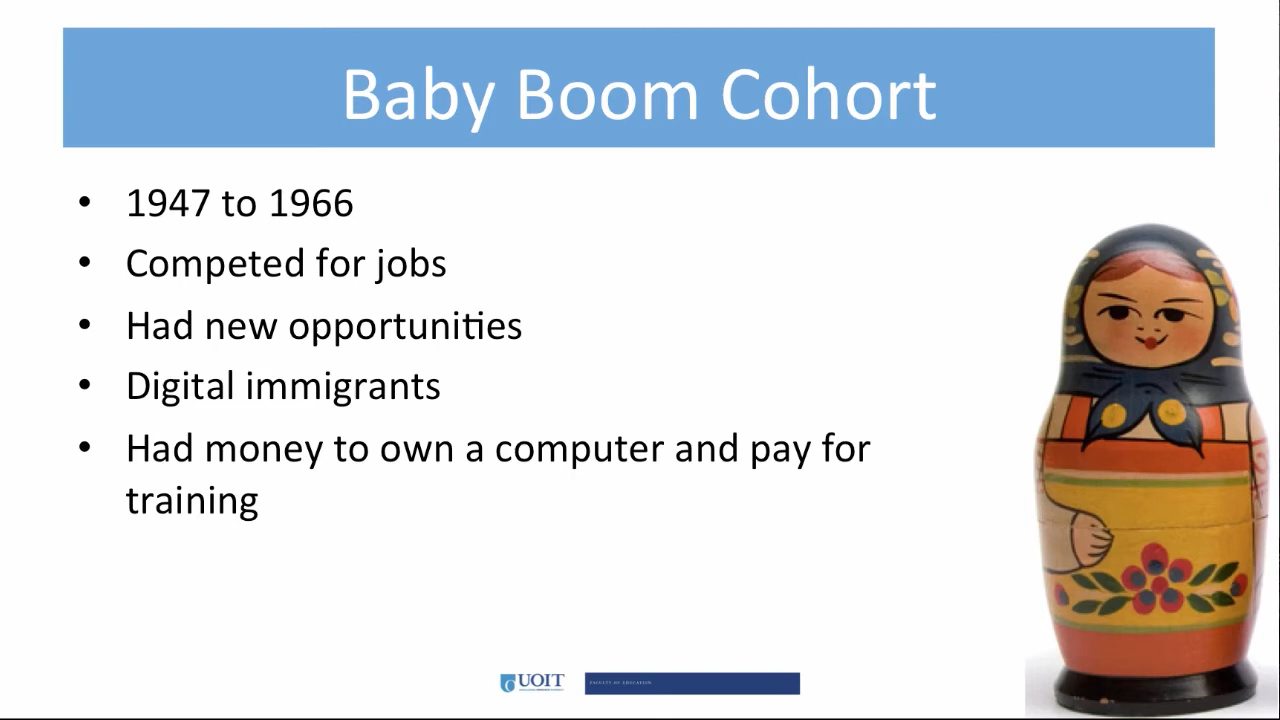 Baby Boom Cohort
• 1947 to 1966
• Competed for jobs
• Had new opportunities
• Digital immigrants
• Had money to own a computer and pay for
training
UOIT
FACULTY OF EDUCATION